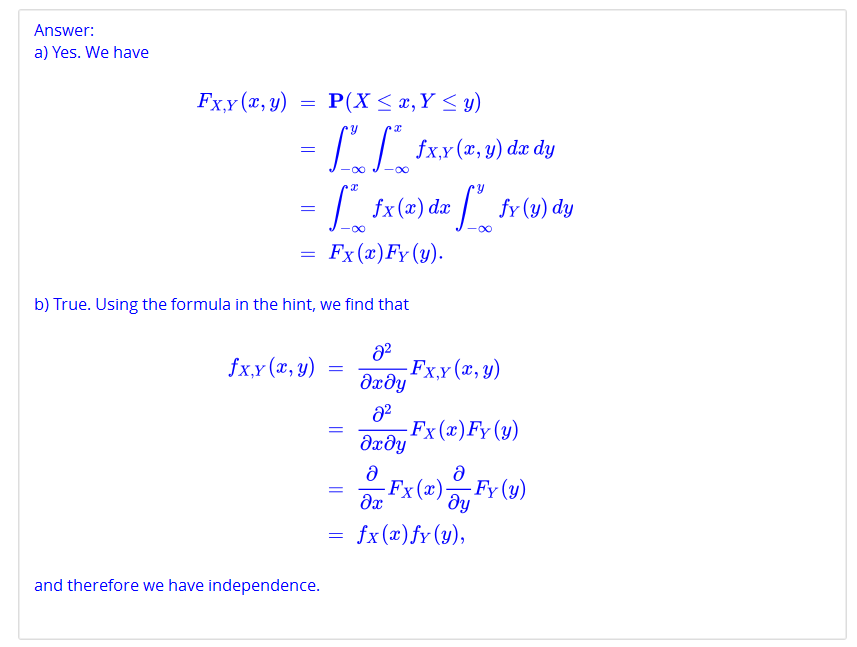 Answer:
a) Yes. We have
F_{X,Y}(x, y) = P(X ≤ x, Y ≤ y)
= ∫_{−∞}^{y} ∫_{−∞}^{x} f_{X,Y}(x, y) dx dy
= ∫_{−∞}^{x} f_X(x) dx ∫_{−∞}^{y} f_Y(y) dy
= F_X(x)F_Y(y).
b) True. Using the formula in the hint, we find that
f_{X,Y}(x, y) = ∂²/∂x∂y F_{X,Y}(x, y)
= ∂²/∂x∂y F_X(x)F_Y(y)
= ∂/∂x F_X(x) ∂/∂y F_Y(y)
= f_X(x)f_Y(y),
and therefore we have independence.